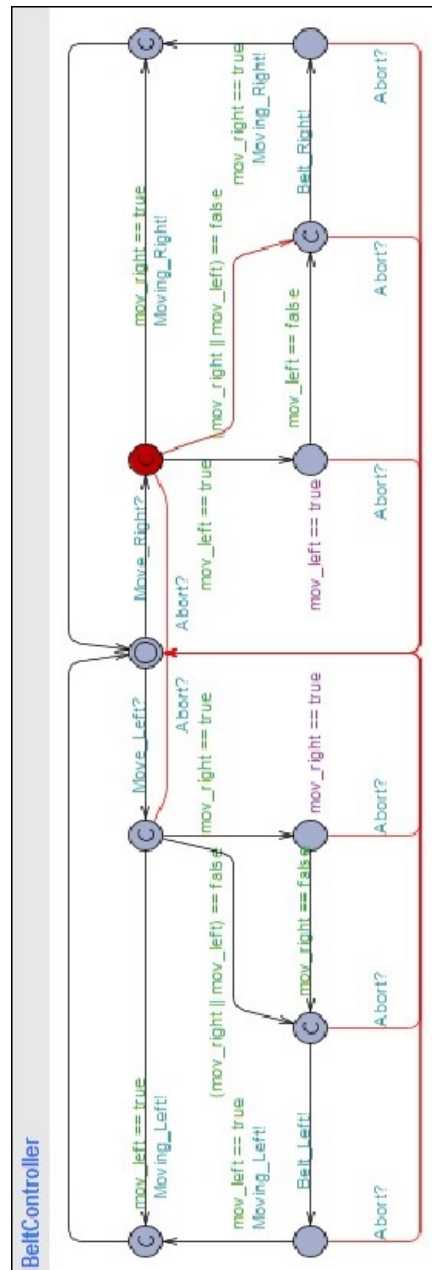 BeltController
mov_left == true
Moving_Left!
Move_Left?
Move_Right?
mov_right == true
Moving_Right!
C
C
C
C
Abort?
Abort?
mov_left == true
Moving_Left!
(mov_right || mov_left) == false
mov_right == true
mov_left == true
(mov_right || mov_left) == false
mov_right == true
Moving_Right!
Belt_Left!
mov_right == false
mov_right == true
mov_left == true
mov_left == false
Belt_Right!
C
C
Abort?
Abort?
Abort?
Abort?
Abort?
Abort?